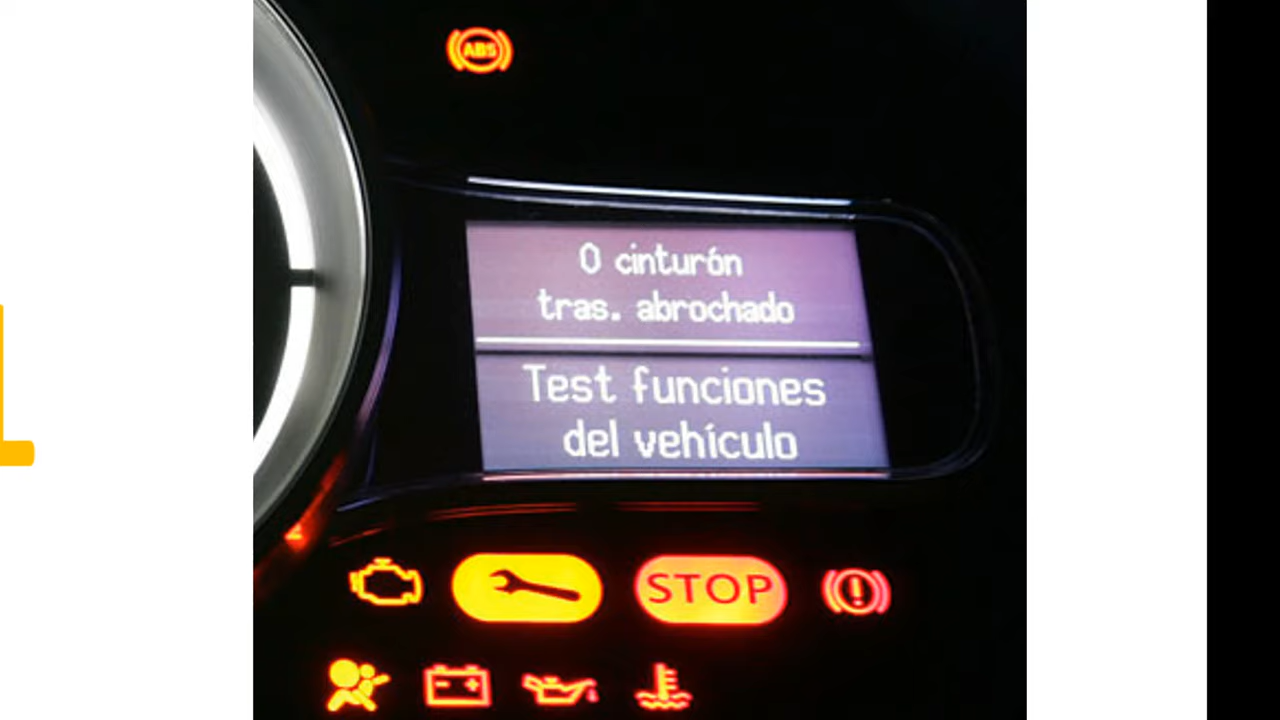 ABS
0 cinturón
tras. abrochado
Test funciones
del vehículo
STOP